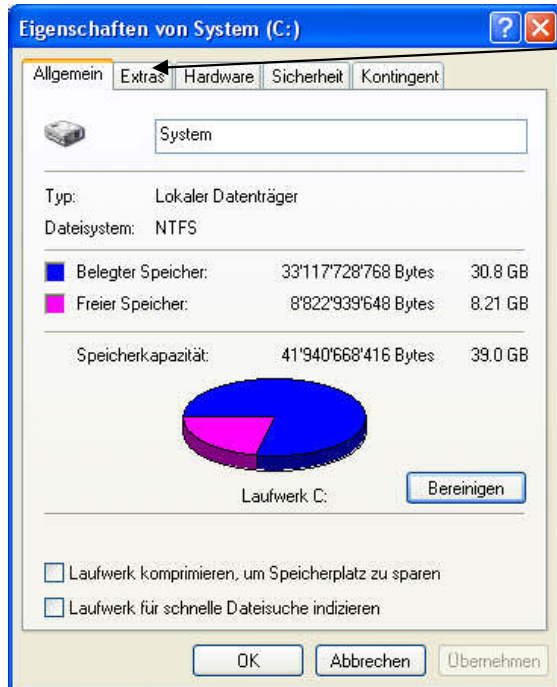 Eigenschaften von System (C:)
Allgemein Extras Hardware Sicherheit Kontingent
System
Typ: Lokaler Datenträger
Dateisystem: NTFS
Belegter Speicher: 33'117'728'768 Bytes 30.8 GB
Freier Speicher: 8'822'939'648 Bytes 8.21 GB
Speicherkapazität: 41'940'668'416 Bytes 39.0 GB
Laufwerk C: Bereinigen
Laufwerk komprimieren, um Speicherplatz zu sparen
Laufwerk für schnelle Dateisuche indizieren
OK Abbrechen Übernehmen